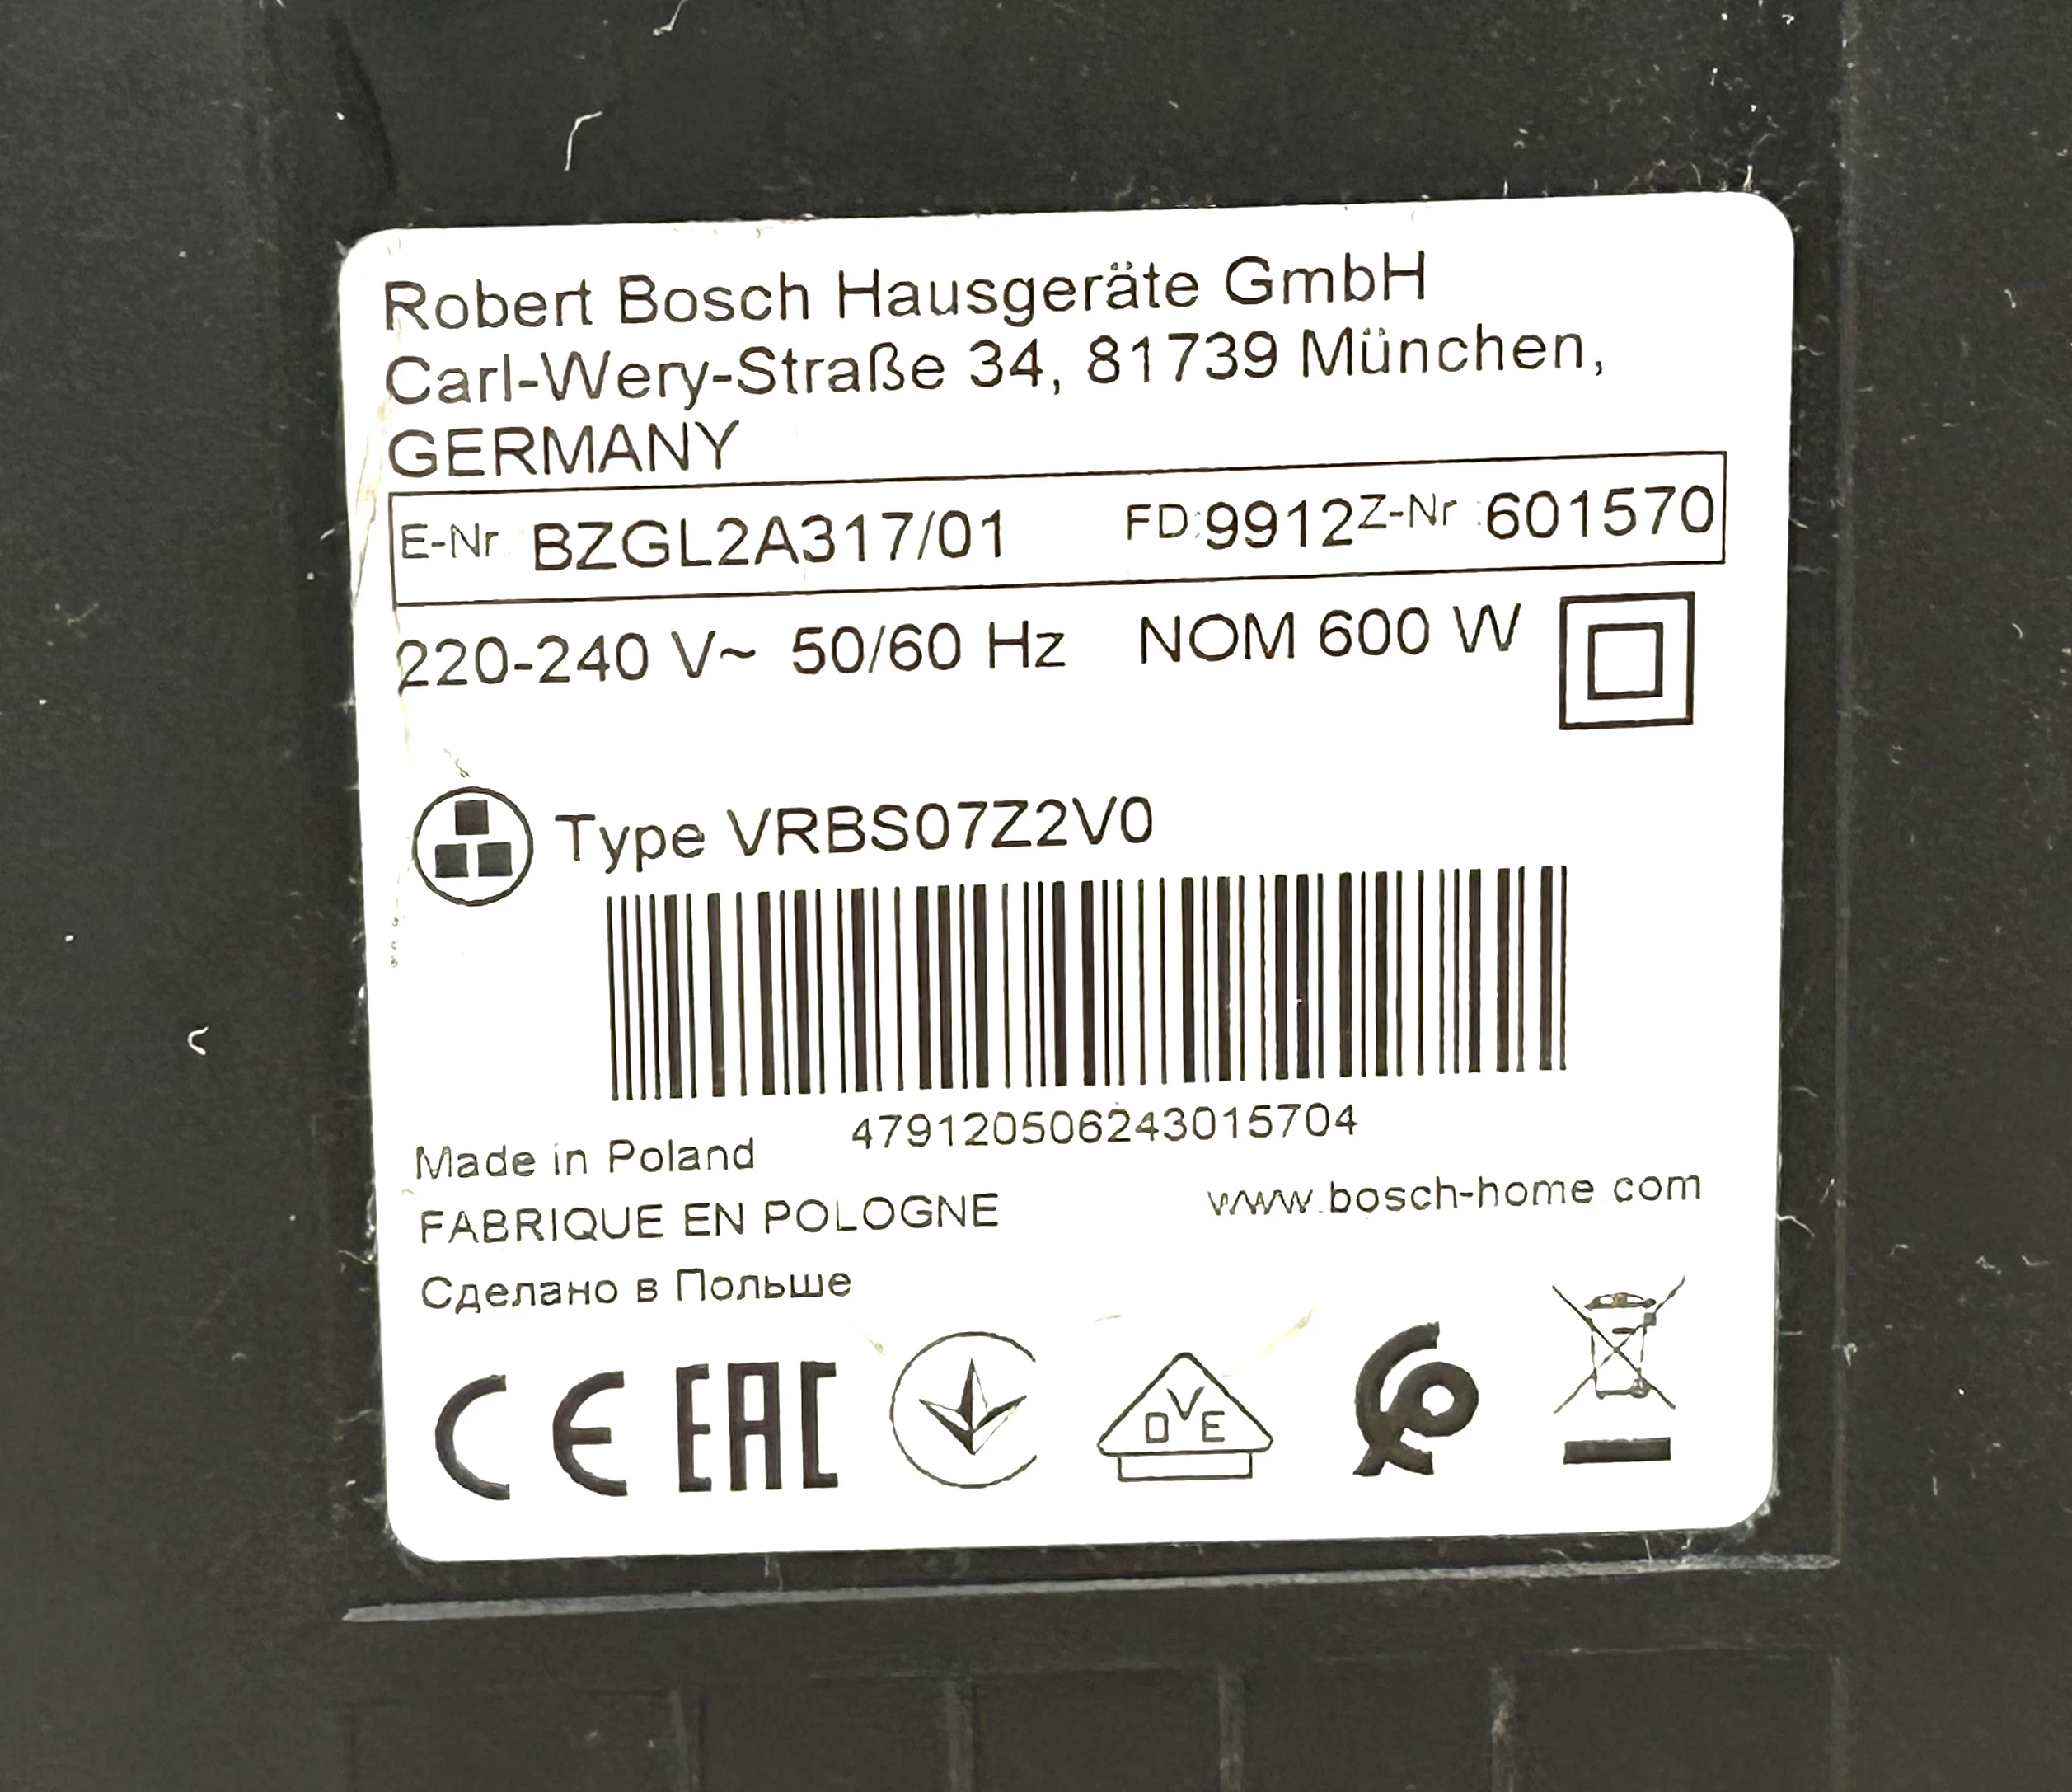 Robert Bosch Hausgeräte GmbH
Carl-Wery-Straße 34, 81739 München,
GERMANY
E-Nr BZGL2A317/01 FD:9912 Z-Nr :601570
220-240 V~ 50/60 Hz NOM 600 W
Type VRBS07Z2V0
479120506243015704
Made in Poland
FABRIQUE EN POLOGNE
www.bosch-home com
Сделано в Польше
CE EAC DVE